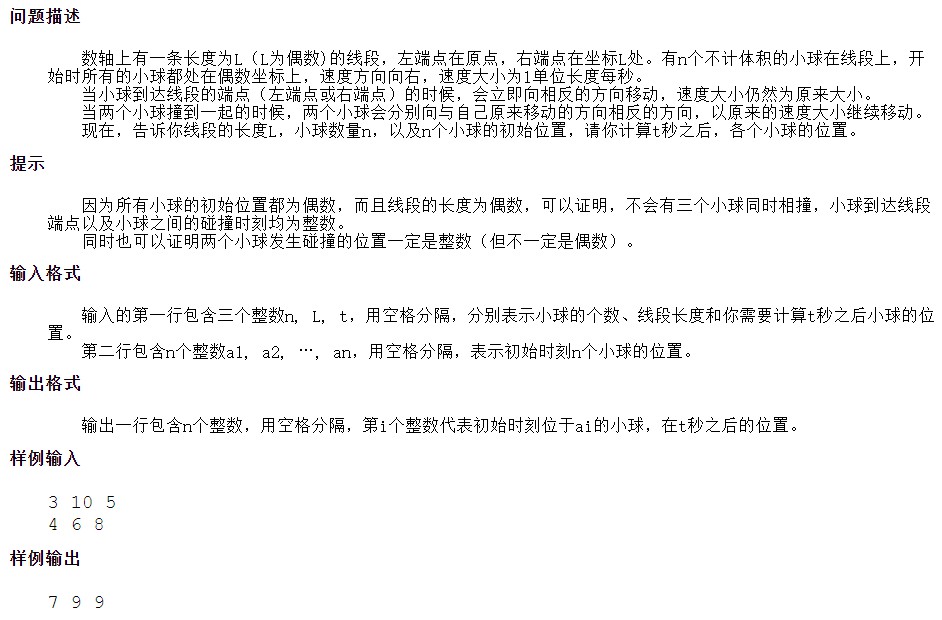 问题描述
数轴上有一条长度为L（L为偶数)的线段，左端点在原点，右端点在坐标L处。有n个不计体积的小球在线段上，开
始时所有的小球都处在偶数坐标上，速度方向向右，速度大小为1单位长度每秒。
当小球到达线段的端点（左端点或右端点）的时候，会立即向相反的方向移动，速度大小仍然为原来大小。
当两个小球撞到一起的时候，两个小球会分别向与自己原来移动的方向相反的方向，以原来的速度大小继续移动。
现在，告诉你线段的长度L，小球数量n，以及n个小球的初始位置，请你计算t秒之后，各个小球的位置。
提示
因为所有小球的初始位置都为偶数，而且线段的长度为偶数，可以证明，不会有三个小球同时相撞，小球到达线段
端点以及小球之间的碰撞时刻均为整数。
同时也可以证明两个小球发生碰撞的位置一定是整数（但不一定是偶数）。
输入格式
输入的第一行包含三个整数n, L, t，用空格分隔，分别表示小球的个数、线段长度和你需要计算t秒之后小球的位
置。
第二行包含n个整数a1, a2, …, an，用空格分隔，表示初始时刻n个小球的位置。
输出格式
输出一行包含n个整数，用空格分隔，第i个整数代表初始时刻位于ai的小球，在t秒之后的位置。
样例输入
3 10 5
4 6 8
样例输出
7 9 9